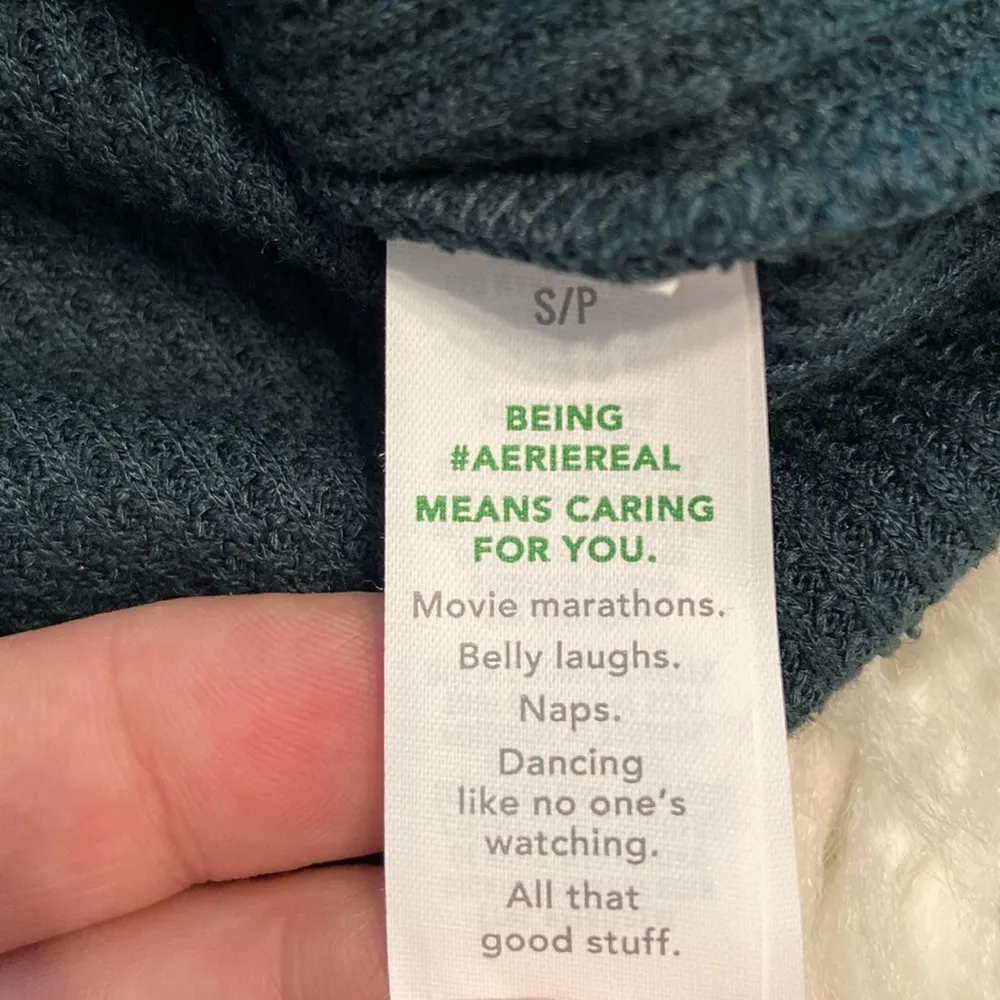 S/P
BEING
#AERIEREAL
MEANS CARING
FOR YOU.
Movie marathons.
Belly laughs.
Naps.
Dancing
like no one's
watching.
All that
good stuff.